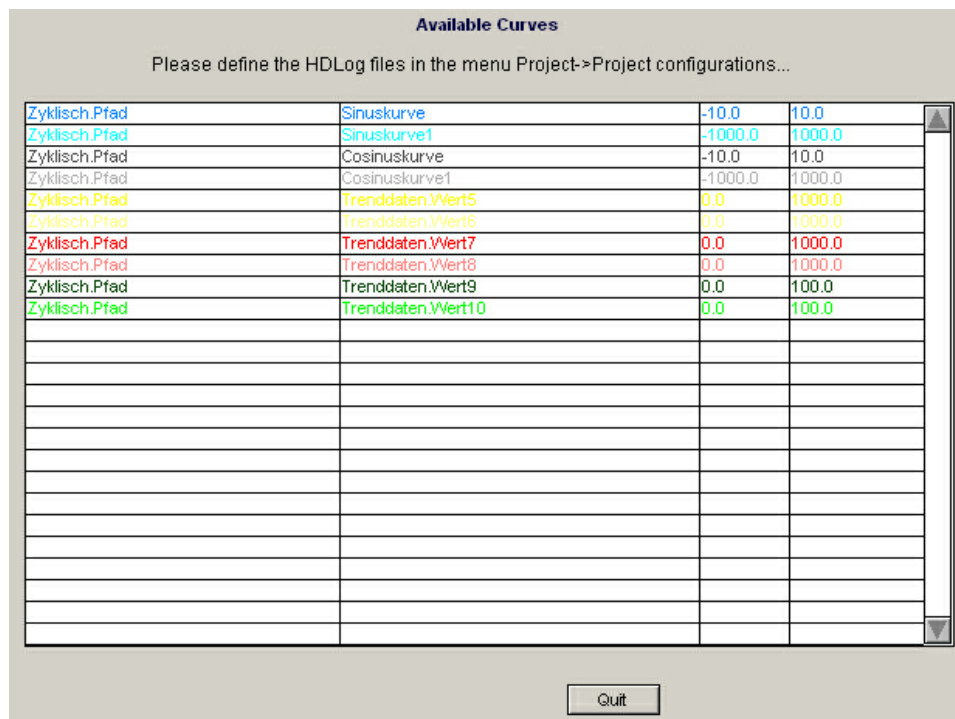 Available Curves
Please define the HDLog files in the menu Project->Project configurations...
Zyklisch.Pfad Sinuskurve -10.0 10.0
Zyklisch.Pfad Sinuskurve1 -1000.0 1000.0
Zyklisch.Pfad Cosinuskurve -10.0 10.0
Zyklisch.Pfad Cosinuskurve1 -1000.0 1000.0
Zyklisch.Pfad Trenddaten.Wert5 0.0 1000.0
Zyklisch.Pfad Trenddaten.Wert6 0.0 1000.0
Zyklisch.Pfad Trenddaten.Wert7 0.0 1000.0
Zyklisch.Pfad Trenddaten.Wert8 0.0 1000.0
Zyklisch.Pfad Trenddaten.Wert9 0.0 100.0
Zyklisch.Pfad Trenddaten.Wert10 0.0 100.0
Quit